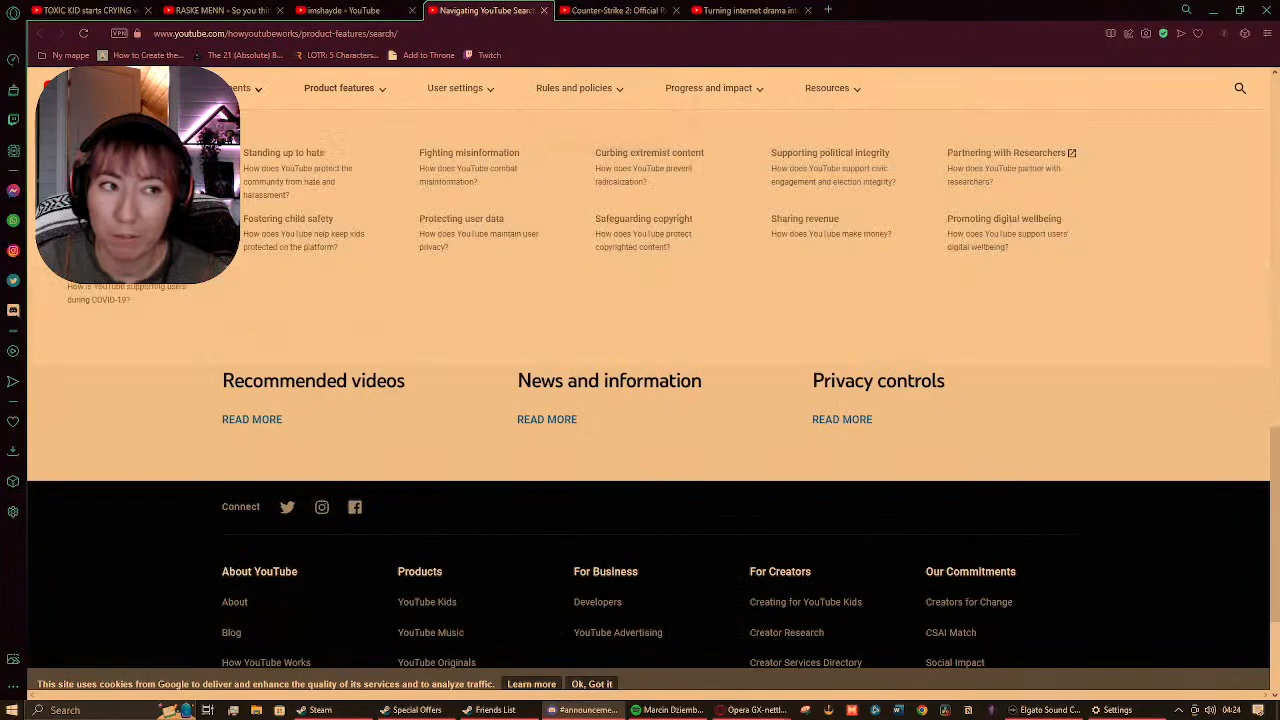 TOXIC KID starts crying
RASKE MENN : So you thi
imshayde • YouTube
Navigating YouTube Searc
Counter-Strike 2: Official R
Turning internet drama int
www.youtube.com/howyoutubeworks/product-features/search/
Ny mappe
How to Create the...
The 21 (Absolute) B...
LOTR: 5 Characters...
Add to Throne
Twitch
Product features
User settings
Rules and policies
Progress and impact
Resources
Standing up to hate
Fighting misinformation
Curbing extremist content
Supporting political integrity
Partnering with Researchers
How does YouTube protect the
How does YouTube combat
How does YouTube prevent
How does YouTube support civic
How does YouTube partner with
community from hate and
misinformation?
radicalization?
engagement and election integrity?
researchers?
harassment?
Fostering child safety
Protecting user data
Safeguarding copyright
Sharing revenue
Promoting digital wellbeing
How does YouTube help keep kids
How does YouTube maintain user
How does YouTube protect
How does YouTube make money?
How does YouTube support users'
protected on the platform?
privacy?
copyrighted content?
digital wellbeing?
How is YouTube supporting users
during COVID-19?
Recommended videos
News and information
Privacy controls
READ MORE
READ MORE
READ MORE
Connect
About YouTube
Products
For Business
For Creators
Our Commitments
About
YouTube Kids
Developers
Creating for YouTube Kids
Creators for Change
Blog
YouTube Music
YouTube Advertising
Creator Research
CSAI Match
How YouTube Works
YouTube Originals
Creator Services Directory
Social Impact
This site uses cookies from Google to deliver and enhance the quality of its services and to analyze traffic.
Learn more
Ok, Got it
Search
Steam
Special Offers
Friends List
#announceme...
Marcin Przybyło...
Opera GX-nettl...
Elgato Sound C...
Settings
04:24